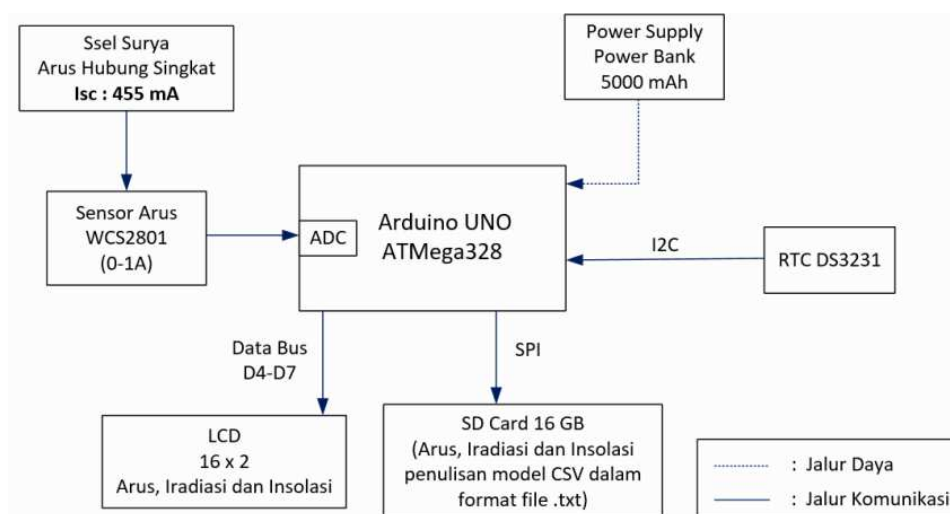 Ssel Surya
Arus Hubung Singkat
Isc : 455 mA
Power Supply
Power Bank
5000 mAh
Sensor Arus
WCS2801
(0-1A)
ADC
Arduino UNO
ATMega328
I2C
RTC DS3231
Data Bus
D4-D7
SPI
LCD
16 x 2
Arus, Iradiasi dan Insolasi
SD Card 16 GB
(Arus, Iradiasi dan Insolasi
penulisan model CSV dalam
format file .txt)
: Jalur Daya
: Jalur Komunikasi